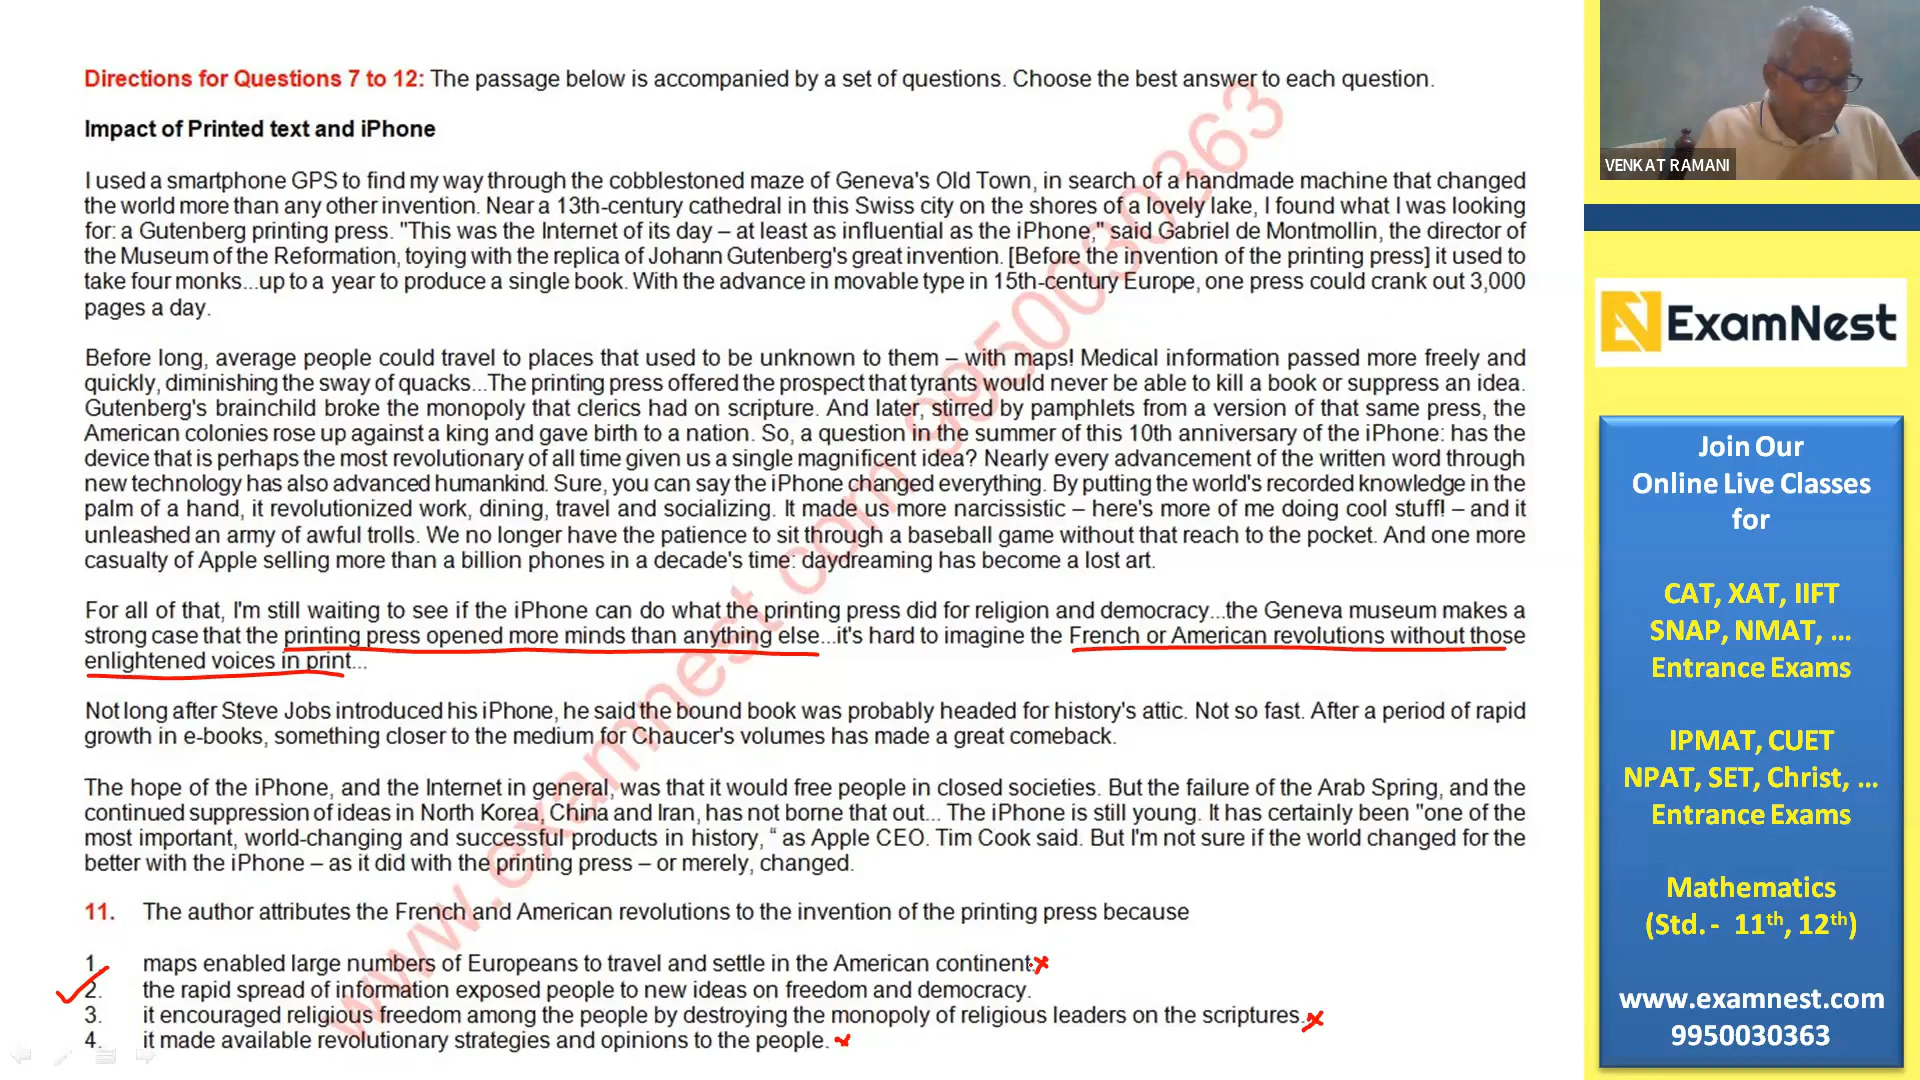 Directions for Questions 7 to 12: The passage below is accompanied by a set of questions. Choose the best answer to each question.
Impact of Printed text and iPhone
I used a smartphone GPS to find my way through the cobblestoned maze of Geneva's Old Town, in search of a handmade machine that changed
the world more than any other invention. Near a 13th-century cathedral in this Swiss city on the shores of a lovely lake, I found what I was looking
for: a Gutenberg printing press. "This was the Internet of its day – at least as influential as the iPhone," said Gabriel de Montmollin, the director of
the Museum of the Reformation, toying with the replica of Johann Gutenberg's great invention. [Before the invention of the printing press] it used to
take four monks...up to a year to produce a single book. With the advance in movable type in 15th-century Europe, one press could crank out 3,000
pages a day.
Before long, average people could travel to places that used to be unknown to them – with maps! Medical information passed more freely and
quickly, diminishing the sway of quacks...The printing press offered the prospect that tyrants would never be able to kill a book or suppress an idea.
Gutenberg's brainchild broke the monopoly that clerics had on scripture. And later, stirred by pamphlets from a version of that same press, the
American colonies rose up against a king and gave birth to a nation. So, a question in the summer of this 10th anniversary of the iPhone: has the
device that is perhaps the most revolutionary of all time given us a single magnificent idea? Nearly every advancement of the written word through
new technology has also advanced humankind. Sure, you can say the iPhone changed everything. By putting the world's recorded knowledge in the
palm of a hand, it revolutionized work, dining, travel and socializing. It made us more narcissistic – here's more of me doing cool stuff! – and it
unleashed an army of awful trolls. We no longer have the patience to sit through a baseball game without that reach to the pocket. And one more
casualty of Apple selling more than a billion phones in a decade's time: daydreaming has become a lost art.
For all of that, I'm still waiting to see if the iPhone can do what the printing press did for religion and democracy...the Geneva museum makes a
strong case that the printing press opened more minds than anything else...it's hard to imagine the French or American revolutions without those
enlightened voices in print...
Not long after Steve Jobs introduced his iPhone, he said the bound book was probably headed for history's attic. Not so fast. After a period of rapid
growth in e-books, something closer to the medium for Chaucer's volumes has made a great comeback.
The hope of the iPhone, and the Internet in general, was that it would free people in closed societies. But the failure of the Arab Spring, and the
continued suppression of ideas in North Korea, China and Iran, has not borne that out... The iPhone is still young. It has certainly been "one of the
most important, world-changing and successful products in history, “ as Apple CEO. Tim Cook said. But I'm not sure if the world changed for the
better with the iPhone – as it did with the printing press – or merely, changed.
11. The author attributes the French and American revolutions to the invention of the printing press because
1. maps enabled large numbers of Europeans to travel and settle in the American continent.
2. the rapid spread of information exposed people to new ideas on freedom and democracy.
3. it encouraged religious freedom among the people by destroying the monopoly of religious leaders on the scriptures.
4. it made available revolutionary strategies and opinions to the people.
www.examnest.com 9950030363
VENKAT RAMANI
ExamNest
Join Our
Online Live Classes
for
CAT, XAT, IIFT
SNAP, NMAT, ...
Entrance Exams
IPMAT, CUET
NPAT, SET, Christ, ...
Entrance Exams
Mathematics
(Std. - 11th, 12th)
www.examnest.com
9950030363